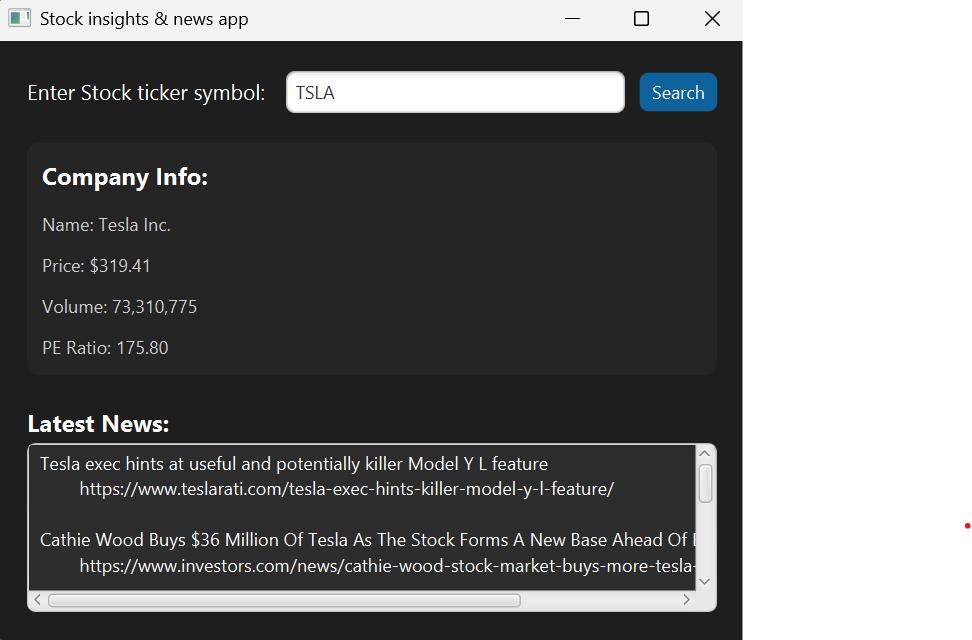 Stock insights & news app
Enter Stock ticker symbol: TSLA Search
Company Info:
Name: Tesla Inc.
Price: $319.41
Volume: 73,310,775
PE Ratio: 175.80
Latest News:
Tesla exec hints at useful and potentially killer Model Y L feature
https://www.teslarati.com/tesla-exec-hints-killer-model-y-l-feature/
Cathie Wood Buys $36 Million Of Tesla As The Stock Forms A New Base Ahead Of
https://www.investors.com/news/cathie-wood-stock-market-buys-more-tesla-